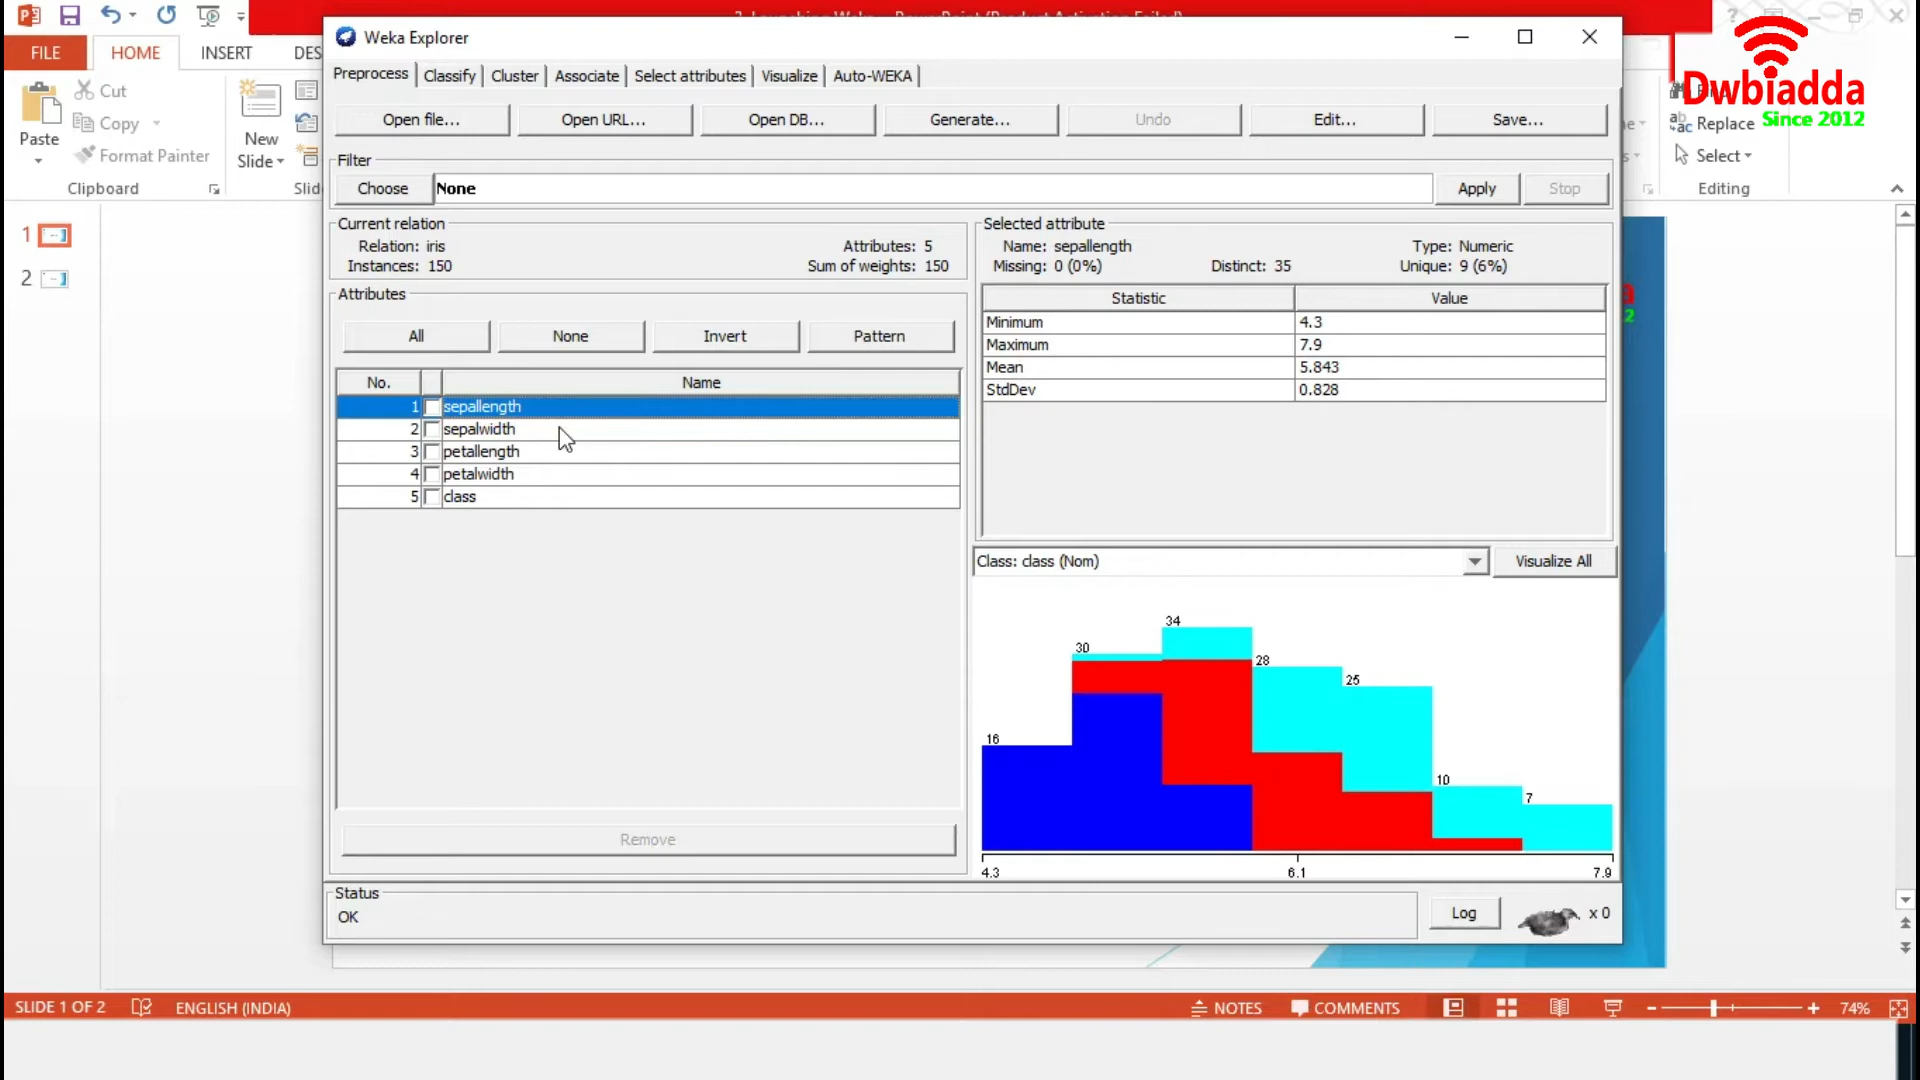 FILE
HOME
INSERT
DES
Cut
Copy
Format Painter
Paste
New
Slide
Clipboard
Slid
Replace
Select
Editing
Dwbiadda
Since 2012
Weka Explorer
Preprocess
Classify
Cluster
Associate
Select attributes
Visualize
Auto-WEKA
Open file...
Open URL...
Open DB...
Generate...
Undo
Edit...
Save...
Filter
Choose
None
Apply
Stop
Current relation
Relation: iris
Attributes: 5
Instances: 150
Sum of weights: 150
Attributes
All
None
Invert
Pattern
No.
Name
1 sepallength
2 sepalwidth
3 petallength
4 petalwidth
5 class
Remove
Selected attribute
Name: sepallength
Type: Numeric
Missing: 0 (0%)
Distinct: 35
Unique: 9 (6%)
Statistic
Value
Minimum 4.3
Maximum 7.9
Mean 5.843
StdDev 0.828
Class: class (Nom)
Visualize All
16
30
34
28
25
10
7
4.3
6.1
7.9
Status
OK
Log
x 0
1
2
SLIDE 1 OF 2
ENGLISH (INDIA)
NOTES
COMMENTS
74%